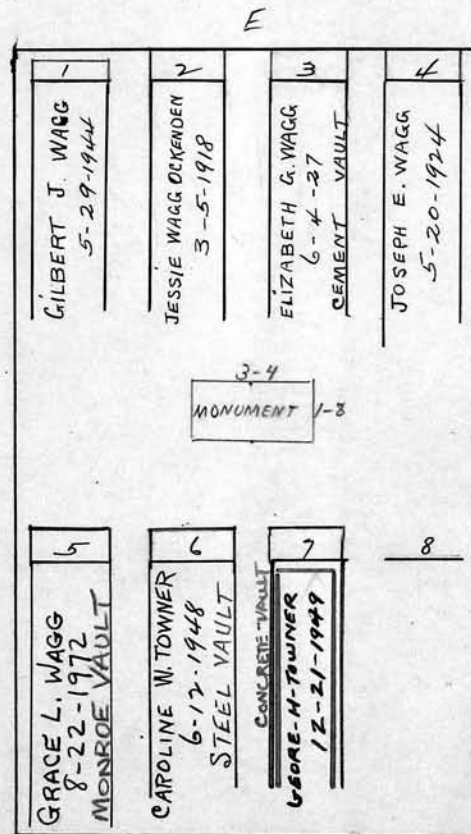 E
1
GILBERT J. WAGG
5-29-1944
2
JESSIE WAGG OCKENDEN
3-5-1918
3
ELIZABETH G. WAGG
6-4-27
CEMENT VAULT
4
JOSEPH E. WAGG
5-20-1924
3-4
MONUMENT 1-8
5
GRACE L. WAGG
8-22-1972
MONROE VAULT
6
CAROLINE W. TOWNER
6-12-1948
STEEL VAULT
7
CONCRETE-VAULT
GEORE-H-TOWNER
12-21-1949
8